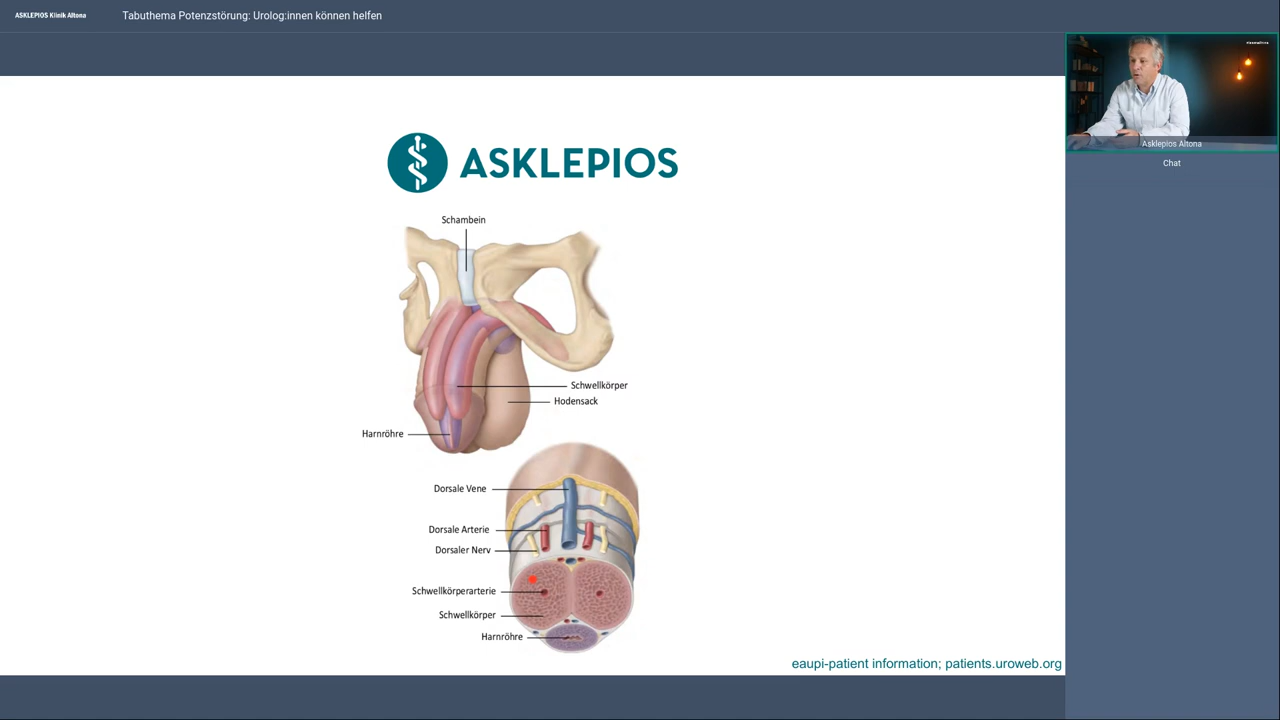 ASKLEPIOS Klinik Altona
Tabuthema Potenzstörung: Urolog:innen können helfen
Asklepios Altona
Chat
ASKLEPIOS
Schambein
Schwellkörper
Hodensack
Harnröhre
Dorsale Vene
Dorsale Arterie
Dorsaler Nerv
Schwellkörperarterie
Schwellkörper
Harnröhre
eaupi-patient information; patients.uroweb.org